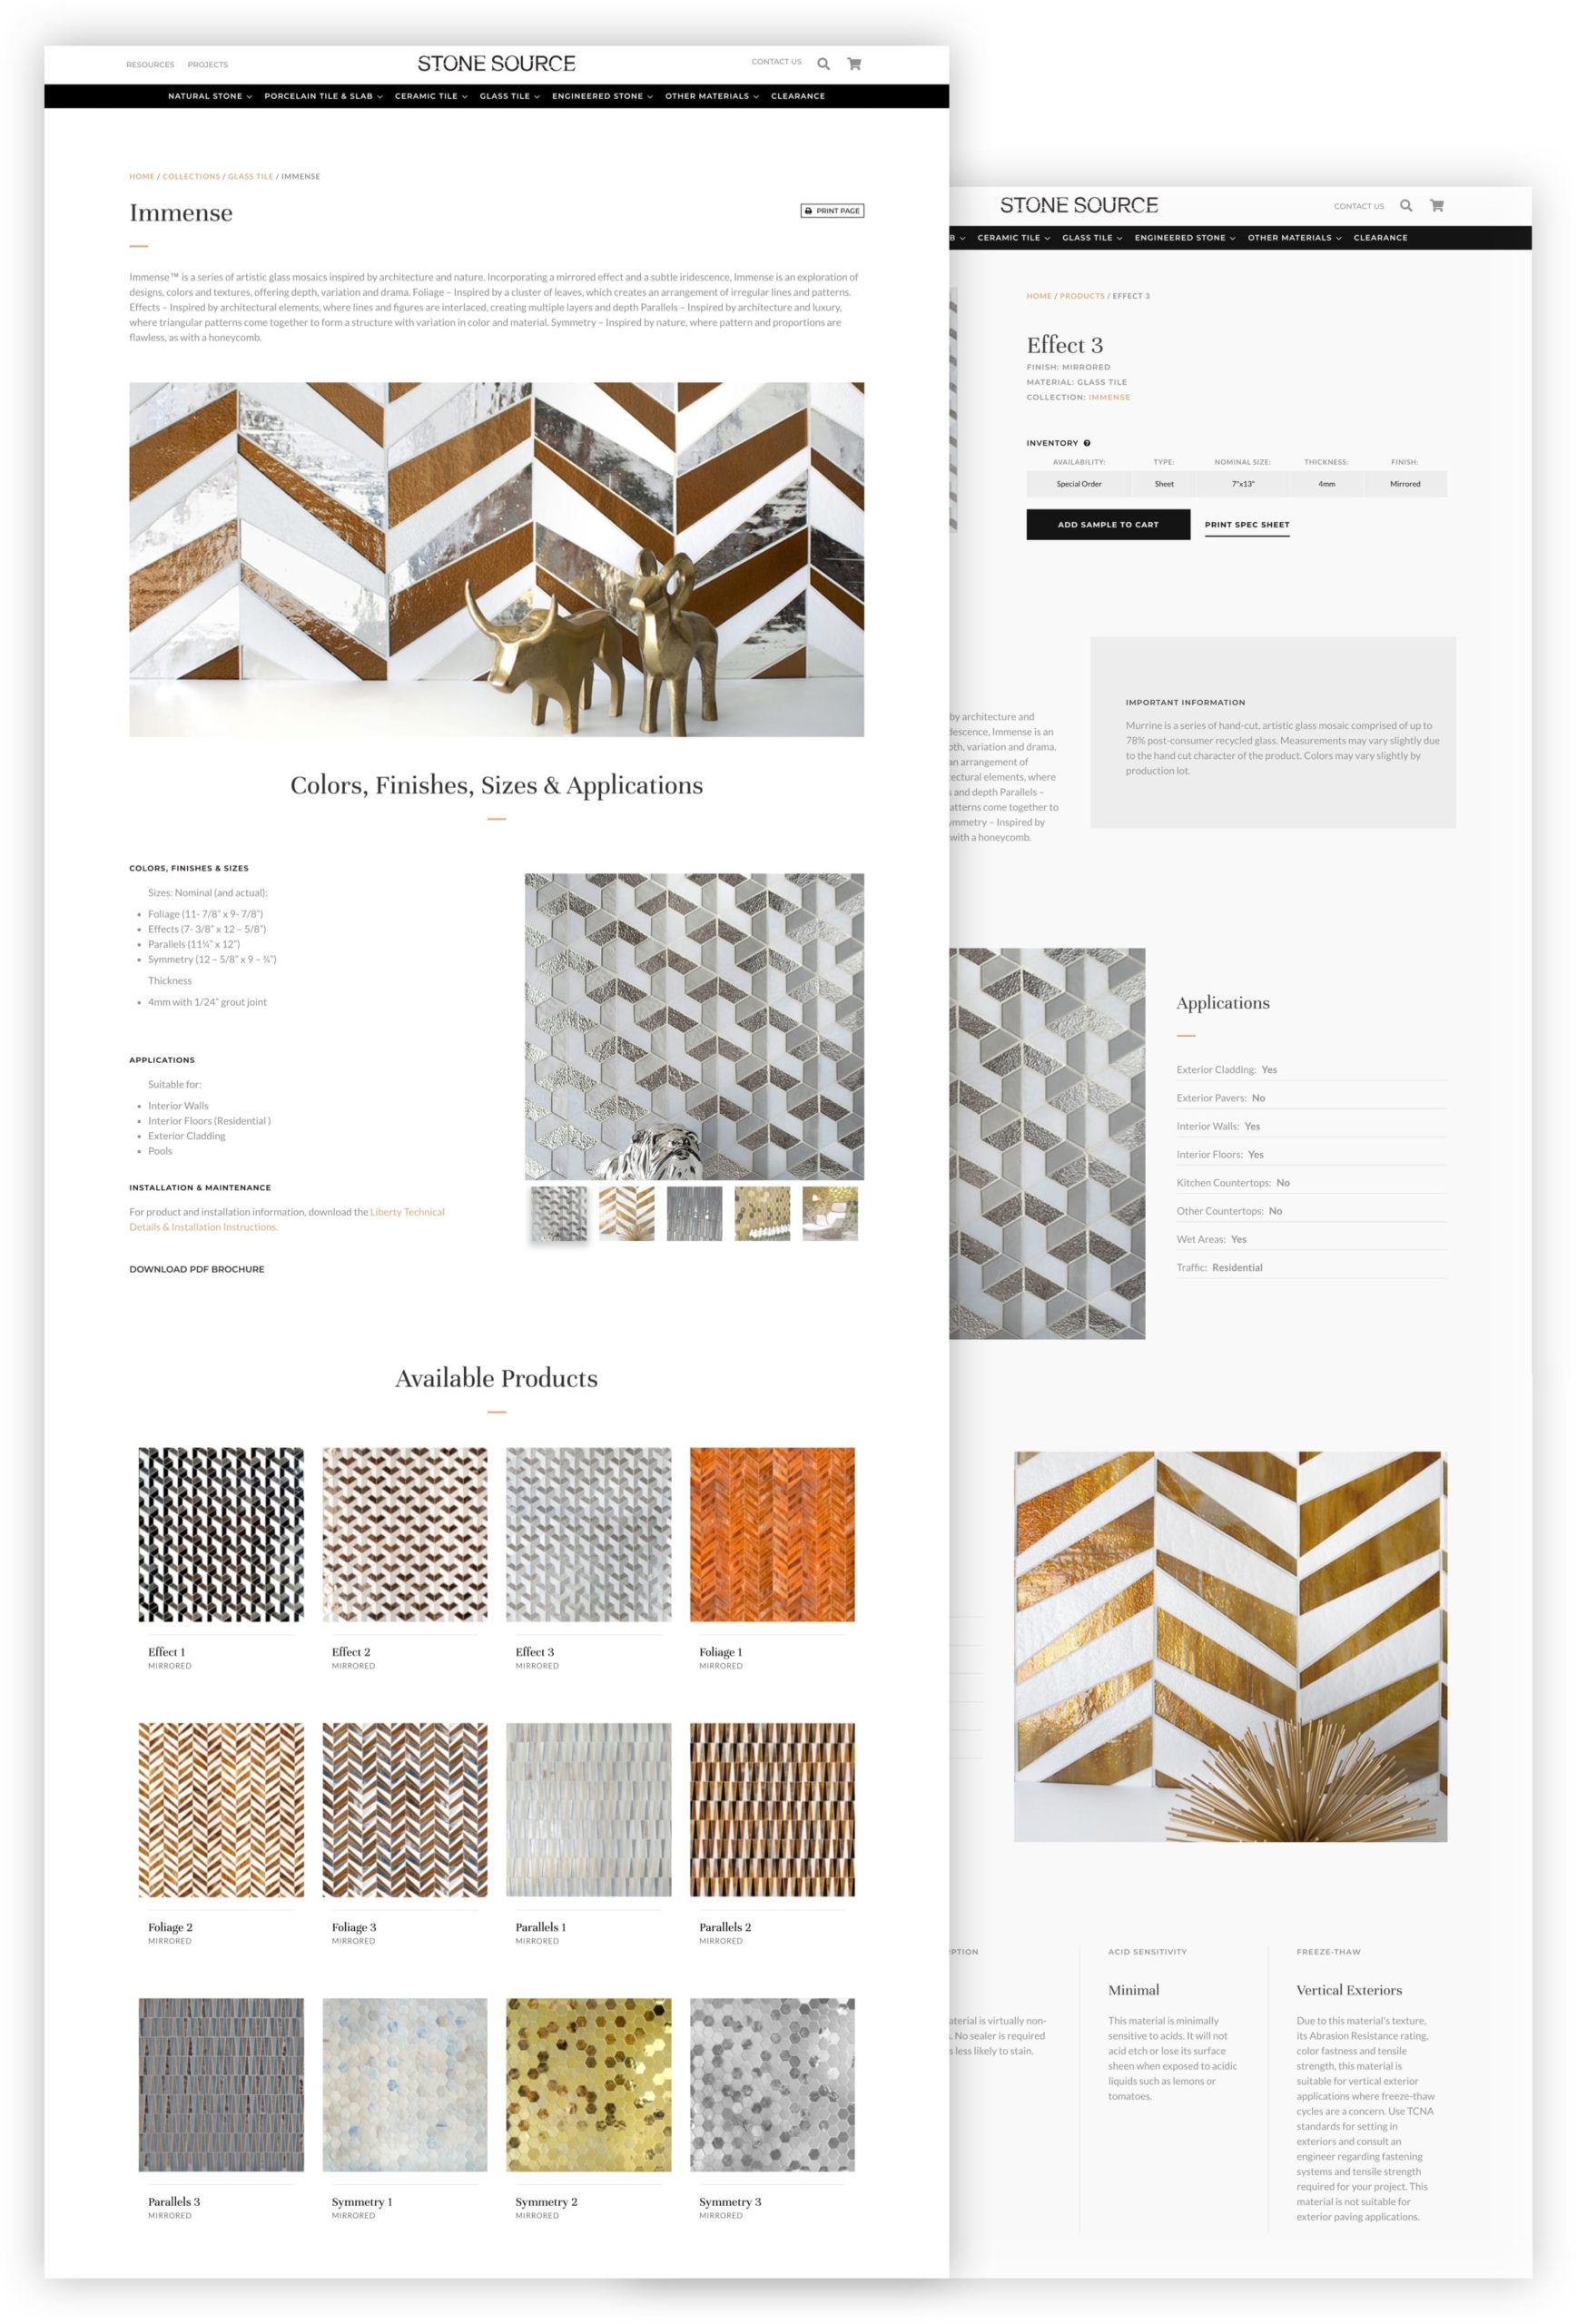 RESOURCES PROJECTS STONE SOURCE CONTACT US
NATURAL STONE PORCELAIN TILE & SLAB CERAMIC TILE GLASS TILE ENGINEERED STONE OTHER MATERIALS CLEARANCE
HOME / COLLECTIONS / GLASS TILE / IMMENSE
Immense
PRINT PAGE
Immense™ is a series of artistic glass mosaics inspired by architecture and nature. Incorporating a mirrored effect and a subtle iridescence, Immense is an exploration of
designs, colors and textures, offering depth, variation and drama. Foliage – Inspired by a cluster of leaves, which creates an arrangement of irregular lines and patterns.
Effects – Inspired by architectural elements, where lines and figures are interlaced, creating multiple layers and depth Parallels – Inspired by architecture and luxury,
where triangular patterns come together to form a structure with variation in color and material. Symmetry – Inspired by nature, where pattern and proportions are
flawless, as with a honeycomb.
Colors, Finishes, Sizes & Applications
COLORS, FINISHES & SIZES
Sizes: Nominal (and actual):
• Foliage (11- 7/8" x 9- 7/8")
• Effects (7- 3/8" x 12 – 5/8")
• Parallels (11¼" x 12")
• Symmetry (12 – 5/8" x 9 – ¾")
Thickness
• 4mm with 1/24" grout joint
APPLICATIONS
Suitable for:
• Interior Walls
• Interior Floors (Residential )
• Exterior Cladding
• Pools
INSTALLATION & MAINTENANCE
For product and installation information, download the Liberty Technical
Details & Installation Instructions.
DOWNLOAD PDF BROCHURE
Available Products
Effect 1 Effect 2 Effect 3 Foliage 1
MIRRORED MIRRORED MIRRORED MIRRORED
Foliage 2 Foliage 3 Parallels 1 Parallels 2
MIRRORED MIRRORED MIRRORED MIRRORED
Parallels 3 Symmetry 1 Symmetry 2 Symmetry 3
MIRRORED MIRRORED MIRRORED MIRRORED
STONE SOURCE CONTACT US
B CERAMIC TILE GLASS TILE ENGINEERED STONE OTHER MATERIALS CLEARANCE
HOME / PRODUCTS / EFFECT 3
Effect 3
FINISH: MIRRORED
MATERIAL: GLASS TILE
COLLECTION: IMMENSE
INVENTORY
AVAILABILITY: TYPE: NOMINAL SIZE: THICKNESS: FINISH:
Special Order Sheet 7"x13" 4mm Mirrored
ADD SAMPLE TO CART PRINT SPEC SHEET
by architecture and
escence, Immense is an
th, variation and drama.
an arrangement of
ectural elements, where
and depth Parallels –
atterns come together to
mmetry – Inspired by
with a honeycomb.
IMPORTANT INFORMATION
Murrine is a series of hand-cut, artistic glass mosaic comprised of up to
78% post-consumer recycled glass. Measurements may vary slightly due
to the hand cut character of the product. Colors may vary slightly by
production lot.
Applications
Exterior Cladding: Yes
Exterior Pavers: No
Interior Walls: Yes
Interior Floors: Yes
Kitchen Countertops: No
Other Countertops: No
Wet Areas: Yes
Traffic: Residential
PTION
aterial is virtually non-
. No sealer is required
s less likely to stain.
ACID SENSITIVITY
Minimal
This material is minimally
sensitive to acids. It will not
acid etch or lose its surface
sheen when exposed to acidic
liquids such as lemons or
tomatoes.
FREEZE-THAW
Vertical Exteriors
Due to this material's texture,
its Abrasion Resistance rating,
color fastness and tensile
strength, this material is
suitable for vertical exterior
applications where freeze-thaw
cycles are a concern. Use TCNA
standards for setting in
exteriors and consult an
engineer regarding fastening
systems and tensile strength
required for your project. This
material is not suitable for
exterior paving applications.